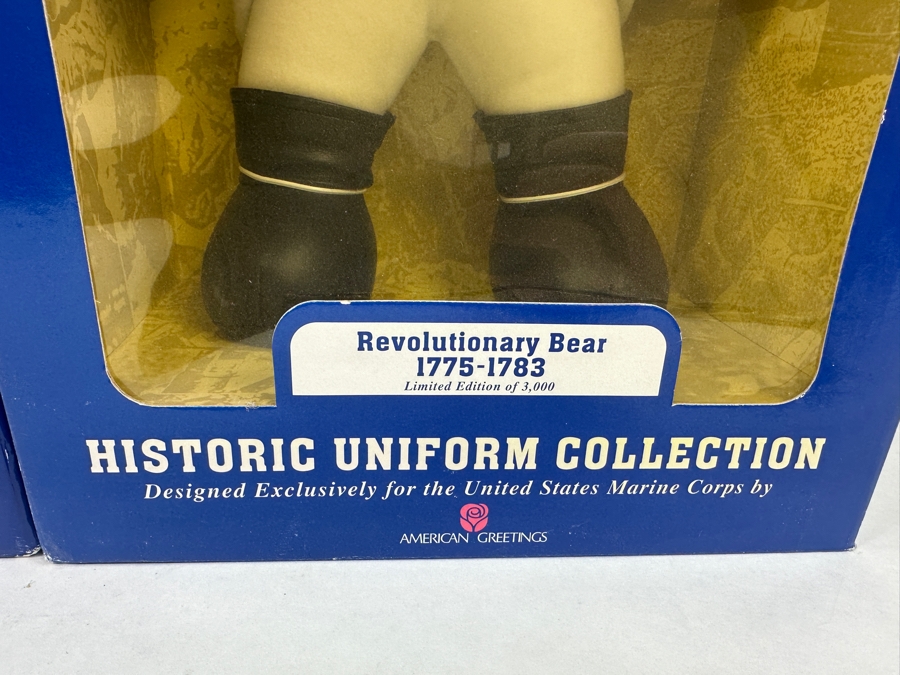 Revolutionary Bear
1775-1783
Limited Edition of 3,000
HISTORIC UNIFORM COLLECTION
Designed Exclusively for the United States Marine Corps by
AMERICAN GREETINGS